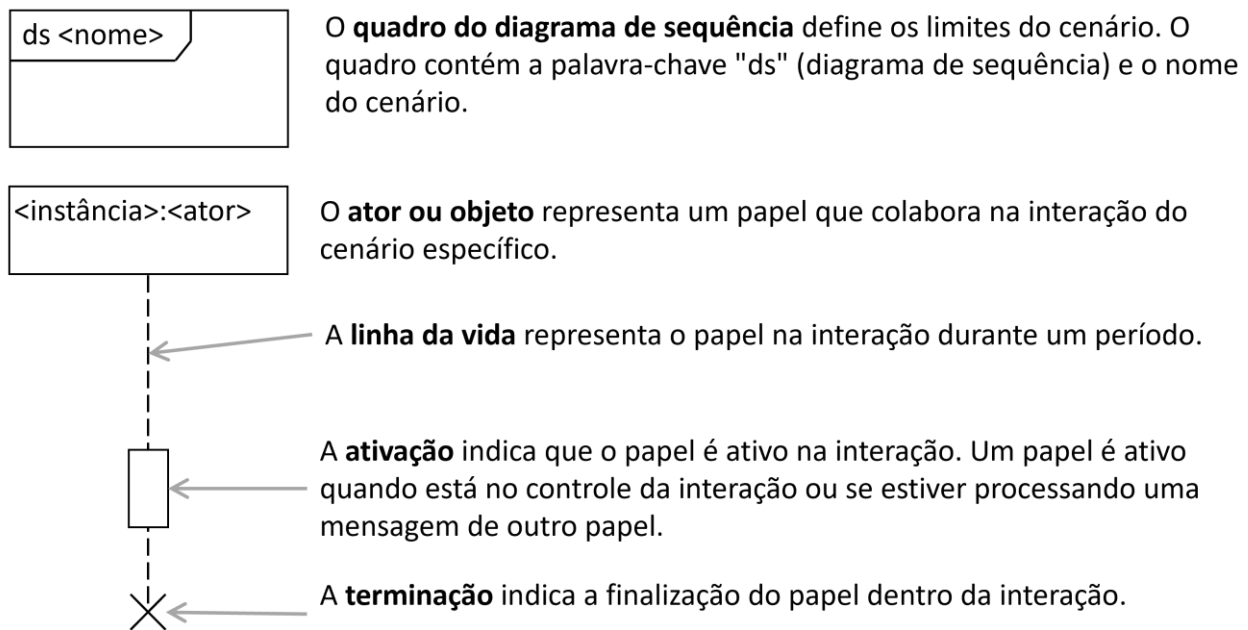 ds <nome>
O quadro do diagrama de sequência define os limites do cenário. O
quadro contém a palavra-chave "ds" (diagrama de sequência) e o nome
do cenário.
<instância>:<ator>
O ator ou objeto representa um papel que colabora na interação do
cenário específico.
A linha da vida representa o papel na interação durante um período.
A ativação indica que o papel é ativo na interação. Um papel é ativo
quando está no controle da interação ou se estiver processando uma
mensagem de outro papel.
A terminação indica a finalização do papel dentro da interação.